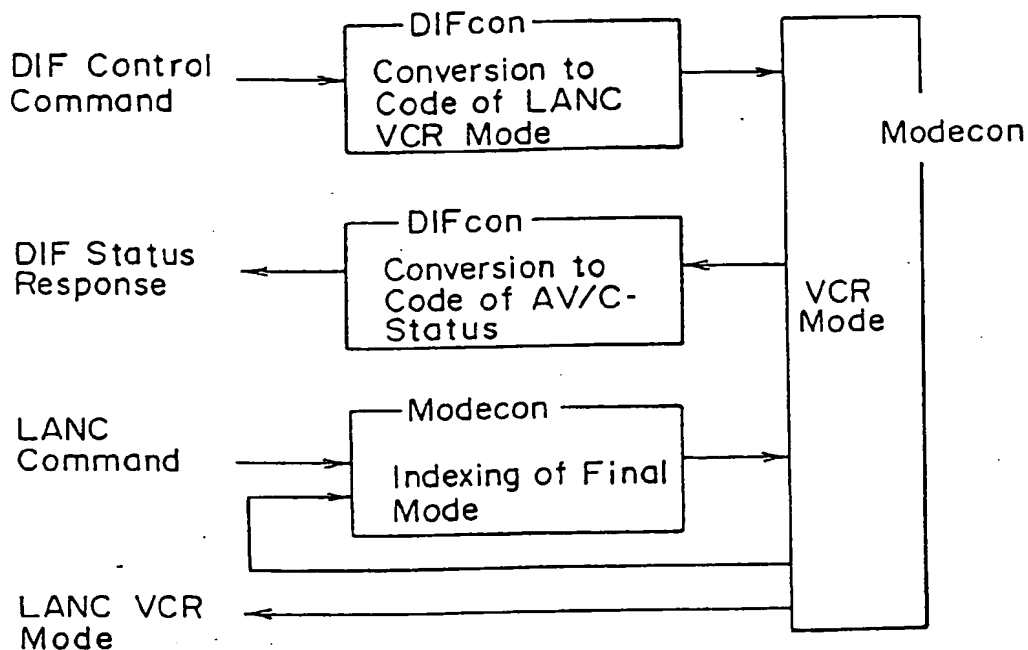 DIF Control
Command
DIFcon
Conversion to
Code of LANC
VCR Mode
Modecon
DIF Status
Response
DIFcon
Conversion to
Code of AV/C-
Status
VCR
Mode
LANC
Command
Modecon
Indexing of Final
Mode
LANC VCR
Mode